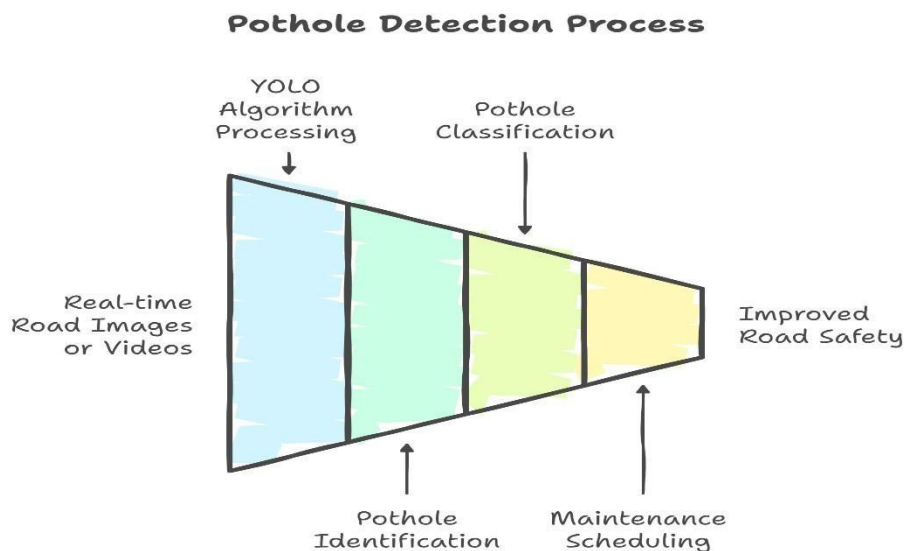 Pothole Detection Process
YOLO
Algorithm
Processing
Pothole
Classification
Real-time
Road Images
or Videos
Improved
Road Safety
Pothole
Identification
Maintenance
Scheduling